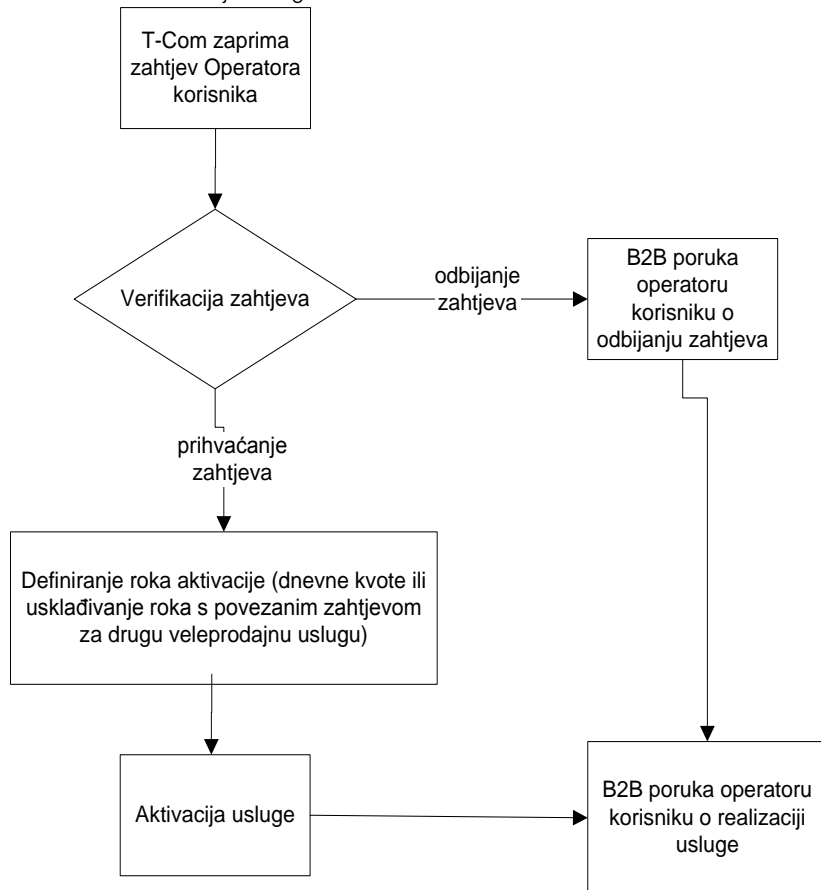 T-Com zaprima
zahtjev Operatora
korisnika
Verifikacija zahtjeva
odbijanje
zahtjeva
B2B poruka
operatoru
korisniku o
odbijanju zahtjeva
prihvaćanje
zahtjeva
Definiranje roka aktivacije (dnevne kvote ili
usklađivanje roka s povezanim zahtjevom
za drugu veleprodajnu uslugu)
Aktivacija usluge
B2B poruka operatoru
korisniku o realizaciji
usluge